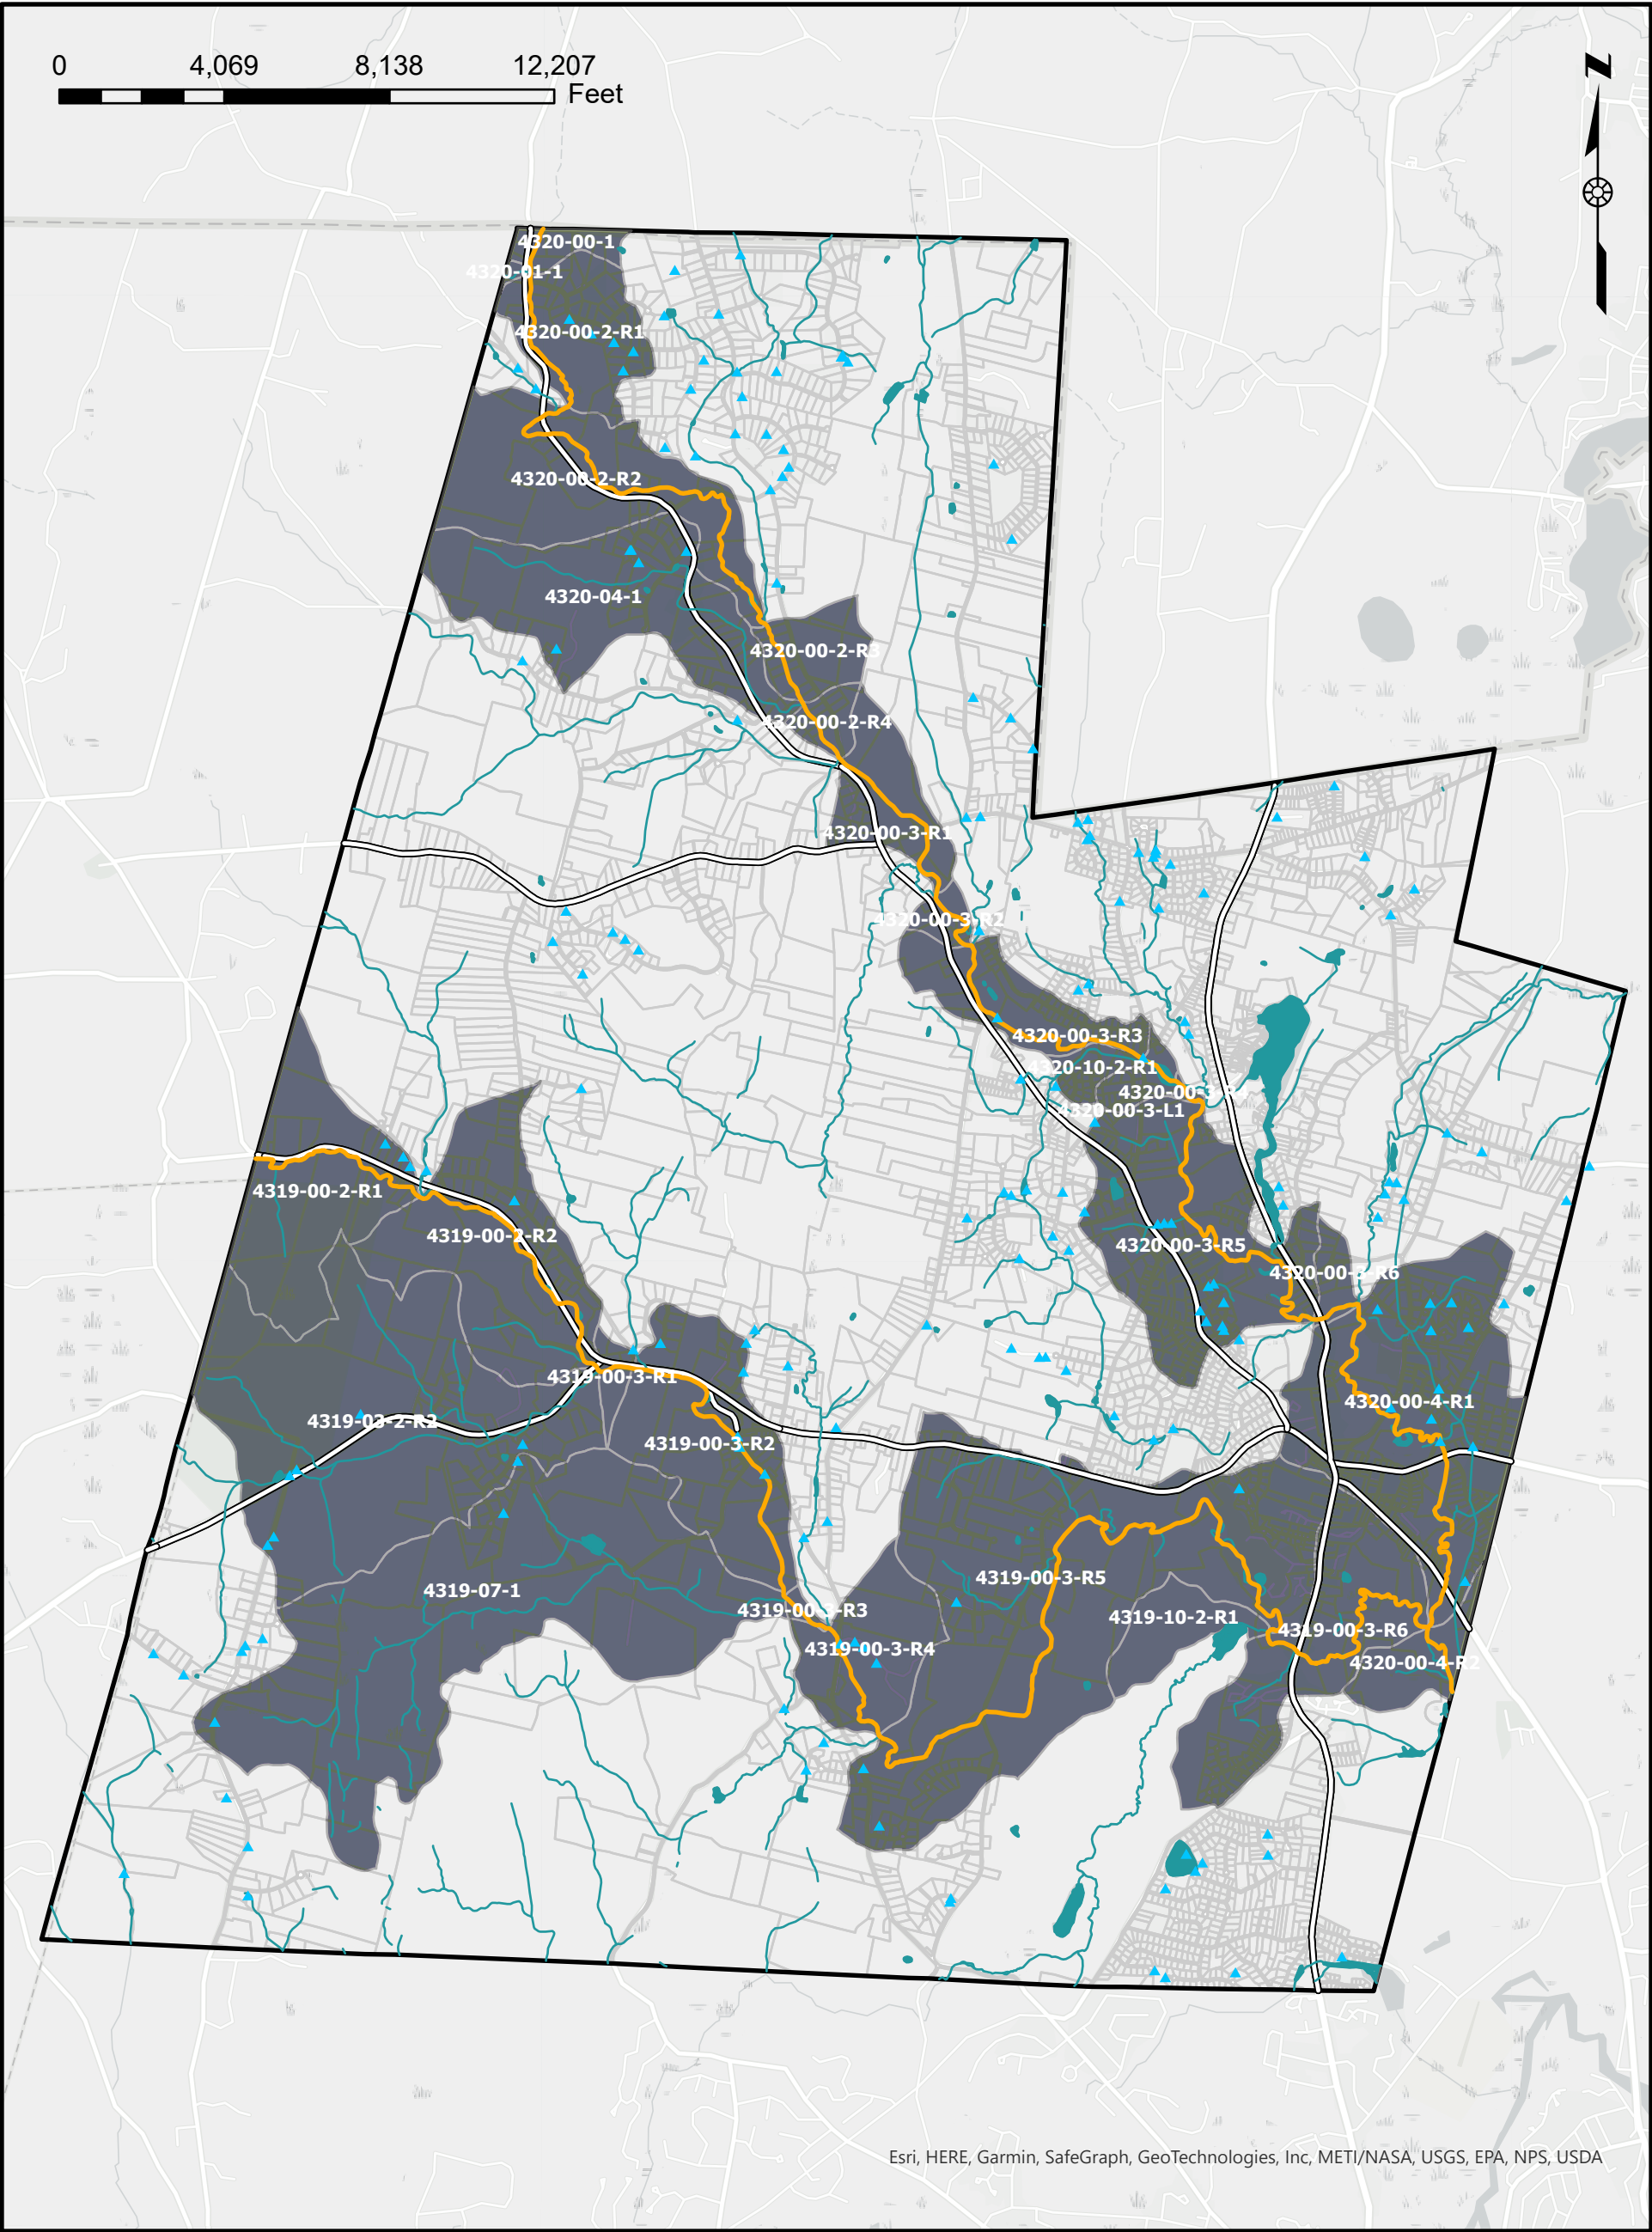 0 4,069 8,138 12,207
Feet
N
4320-00-1
4320-01-1
4320-00-2-R1
4320-00-2-R2
4320-04-1
4320-00-2-R3
4320-00-2-R4
4320-00-3-R1
4320-00-3-R2
4320-00-3-R3
4320-10-2-R1
4320-00-3-
4320-00-3-L1
4319-00-2-R1
4319-00-2-R2
4320-00-3-R5
4320-00-3-R6
4319-00-3-R1
4320-00-4-R1
4319-03-2-R2
4319-00-3-R2
4319-00-3-R5
4319-07-1
4319-00-3-R3
4319-10-2-R1
4319-00-3-R6
4319-00-3-R4
4320-00-4-R2
Esri, HERE, Garmin, SafeGraph, GeoTechnologies, Inc, METI/NASA, USGS, EPA, NPS, USDA